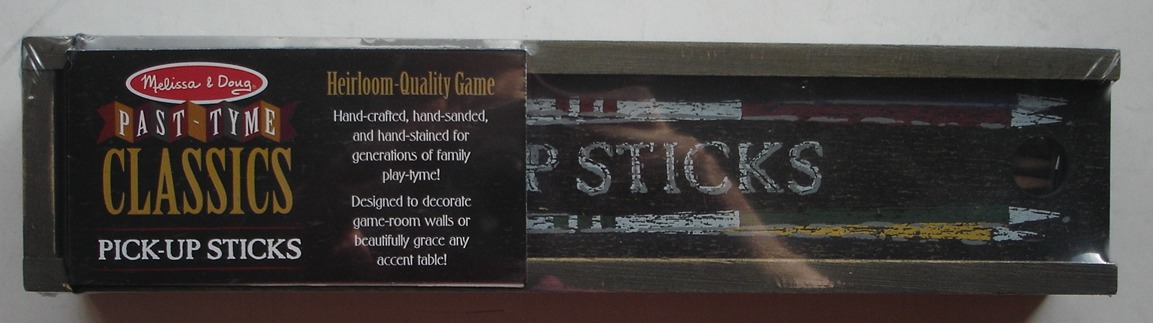 Melissa & Doug
PAST-TYME
CLASSICS
PICK-UP STICKS
Heirloom-Quality Game
Hand-crafted, hand-sanded,
and hand-stained for
generations of family
play-tyme!
Designed to decorate
game-room walls or
beautifully grace any
accent table!
P STICKS